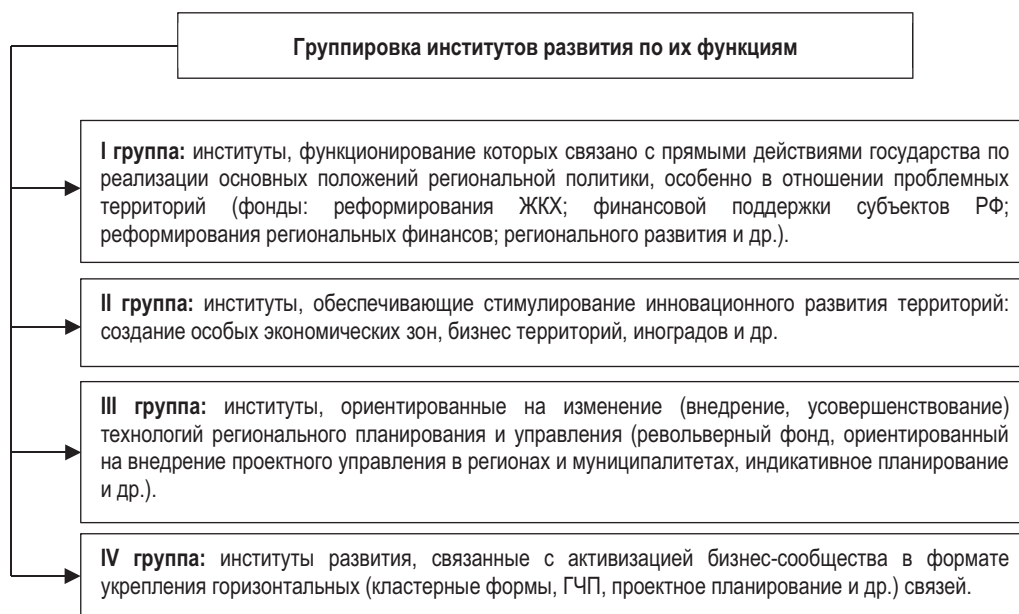 Группировка институтов развития по их функциям
I группа: институты, функционирование которых связано с прямыми действиями государства по
реализации основных положений региональной политики, особенно в отношении проблемных
территорий (фонды: реформирования ЖКХ; финансовой поддержки субъектов РФ;
реформирования региональных финансов; регионального развития и др.).
II группа: институты, обеспечивающие стимулирование инновационного развития территорий:
создание особых экономических зон, бизнес территорий, иноградов и др.
III группа: институты, ориентированные на изменение (внедрение, усовершенствование)
технологий регионального планирования и управления (револьверный фонд, ориентированный
на внедрение проектного управления в регионах и муниципалитетах, индикативное планирование
и др.).
IV группа: институты развития, связанные с активизацией бизнес-сообщества в формате
укрепления горизонтальных (кластерные формы, ГЧП, проектное планирование и др.) связей.